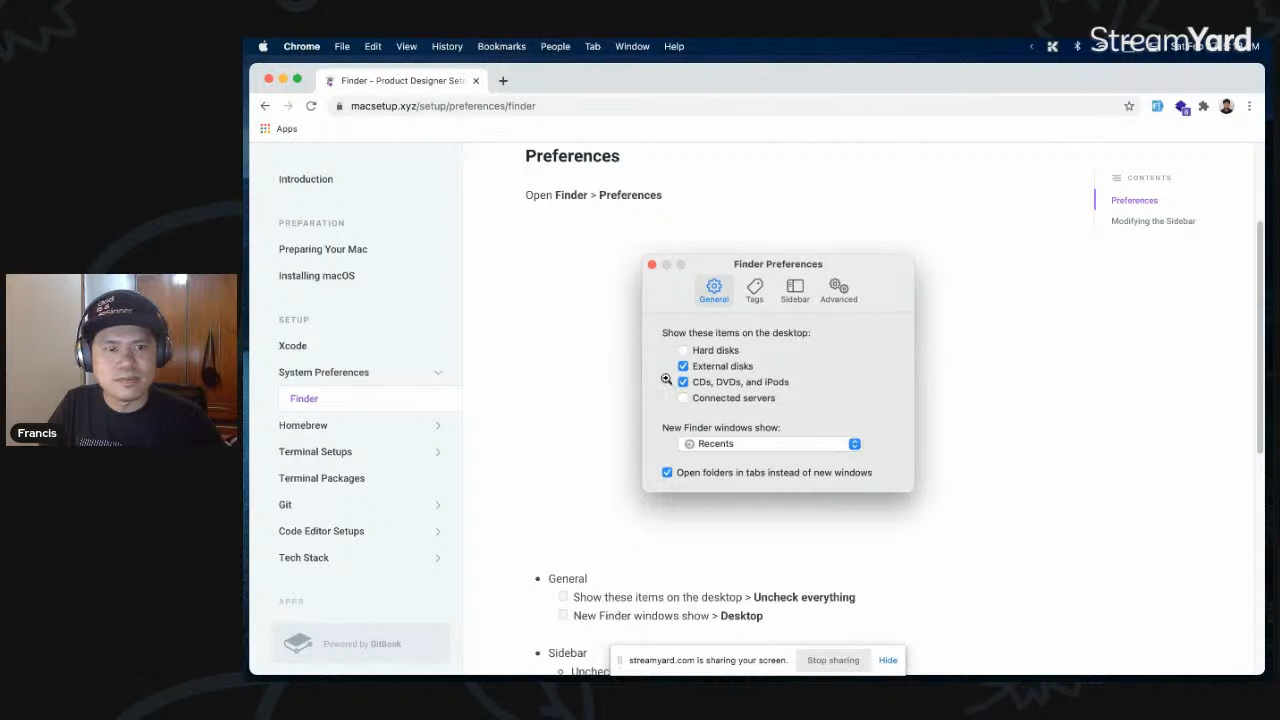 StreamYard
Chrome File Edit View History Bookmarks People Tab Window Help
Finder - Product Designer Set
macsetup.xyz/setup/preferences/finder
Apps
Introduction
PREPARATION
Preparing Your Mac
Installing macOS
SETUP
Xcode
System Preferences
Finder
Homebrew
Terminal Setups
Terminal Packages
Git
Code Editor Setups
Tech Stack
APPS
Powered by GitBook
Preferences
Open Finder > Preferences
Finder Preferences
General Tags Sidebar Advanced
Show these items on the desktop:
Hard disks
External disks
CDs, DVDs, and iPods
Connected servers
New Finder windows show:
Recents
Open folders in tabs instead of new windows
General
Show these items on the desktop > Uncheck everything
New Finder windows show > Desktop
Sidebar
CONTENTS
Preferences
Modifying the Sidebar
streamyard.com is sharing your screen. Stop sharing Hide
Francis